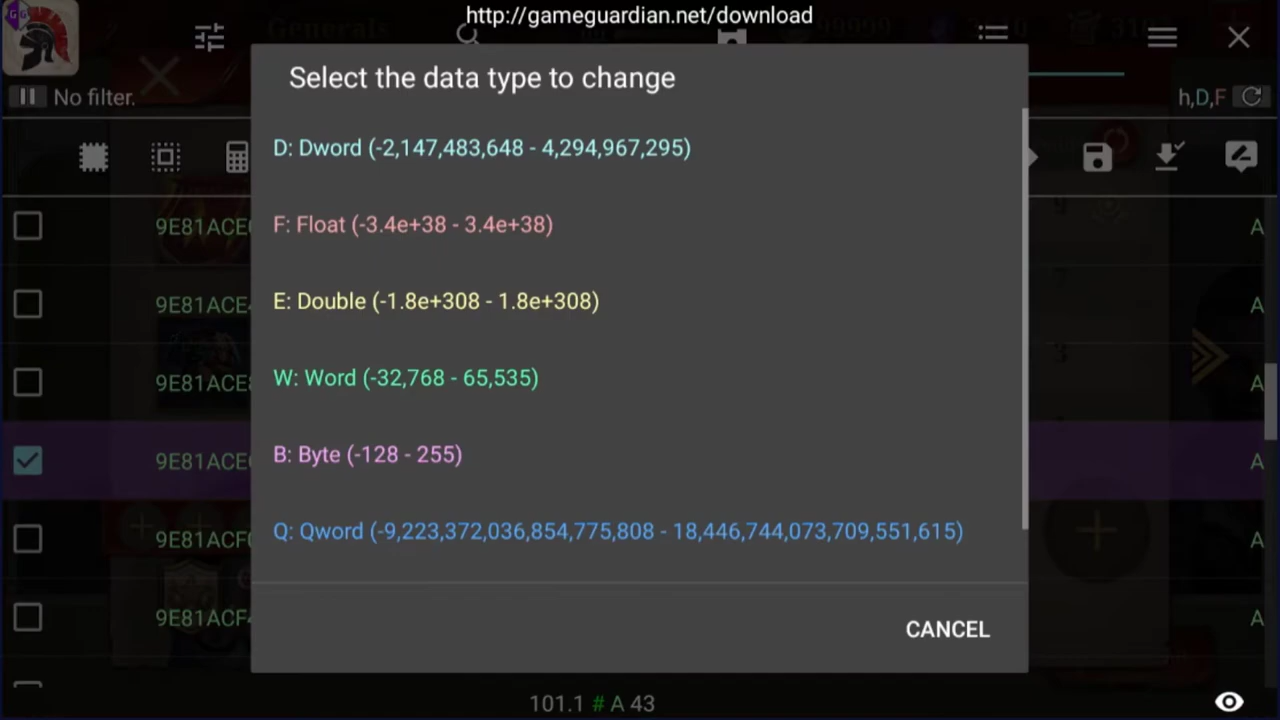 http://gameguardian.net/download
Generals
No filter.
h,D,F
Select the data type to change
D: Dword (-2,147,483,648 - 4,294,967,295)
F: Float (-3.4e+38 - 3.4e+38)
E: Double (-1.8e+308 - 1.8e+308)
W: Word (-32,768 - 65,535)
B: Byte (-128 - 255)
Q: Qword (-9,223,372,036,854,775,808 - 18,446,744,073,709,551,615)
CANCEL
A
9E81ACE4
A
A
A
A
A
101.1 # A 43